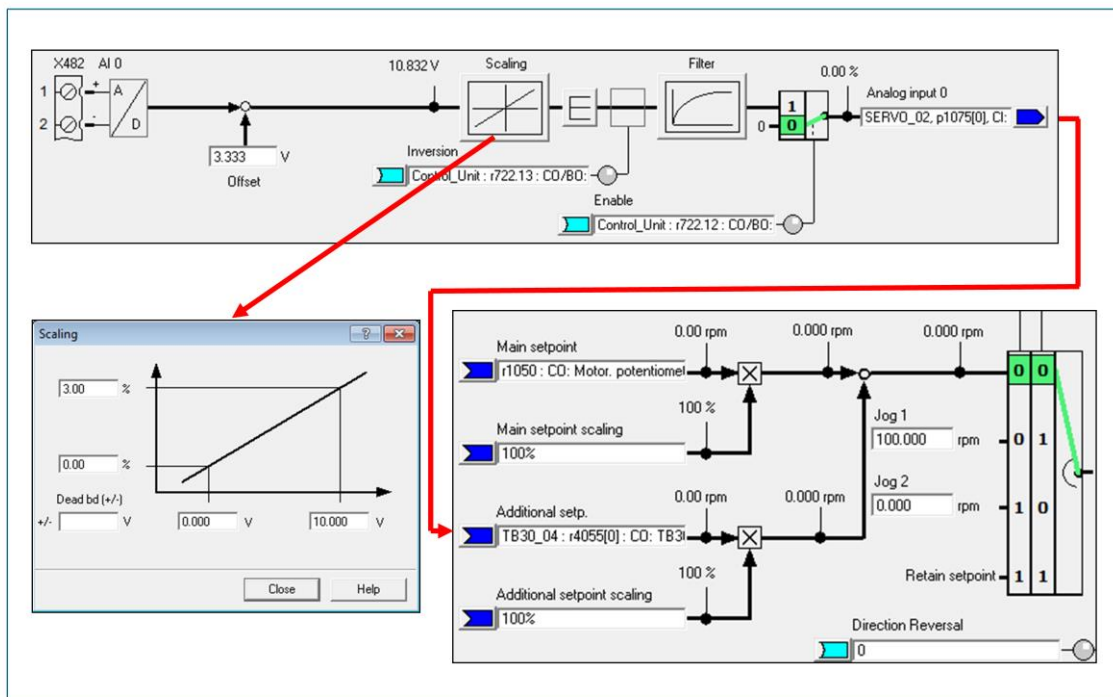 X482 AI 0
1 + A
2 - D
3.333 V
Offset
10.832 V
Scaling
Inversion
Control_Unit : r722.13 : CO/BO:
Filter
Enable
Control_Unit : r722.12 : CO/BO:
1
0 0
0.00 %
Analog input 0
SERVO_02, p1075[0], CI:
Scaling
?
3.00 %
0.00 %
Dead bd (+/-)
+/- V 0.000 V 10.000 V
Close Help
0.00 rpm 0.000 rpm 0.000 rpm
Main setpoint
r1050 : CO: Motor. potentiome
100 %
Main setpoint scaling
100%
0 0
Jog 1
100.000 rpm 0 1
Jog 2
0.000 rpm 1 0
0.00 rpm 0.000 rpm
Additional setp.
TB30_04 : r4055[0] : CO: TB3
100 %
Additional setpoint scaling
100%
Retain setpoint 1 1
Direction Reversal
0